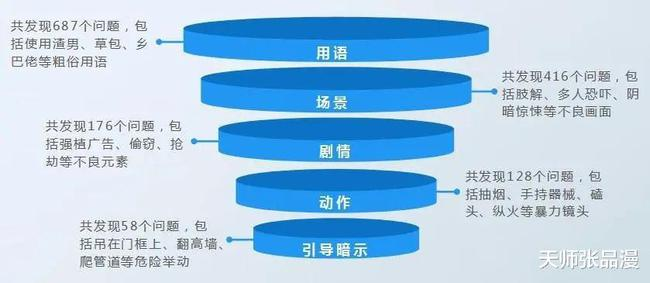 共发现687个问题，包
括使用渣男、草包、乡
巴佬等粗俗用语
用语
共发现416个问题，包
括肢解、多人恐吓、阴
暗惊悚等不良画面
场景
共发现176个问题，包
括强植广告、偷窃、抢
劫等不良元素
剧情
共发现128个问题，包
括抽烟、手持器械、磕
头、纵火等暴力镜头
动作
共发现58个问题，包
括吊在门框上、翻高墙、
爬管道等危险举动
引导暗示
天师张品漫